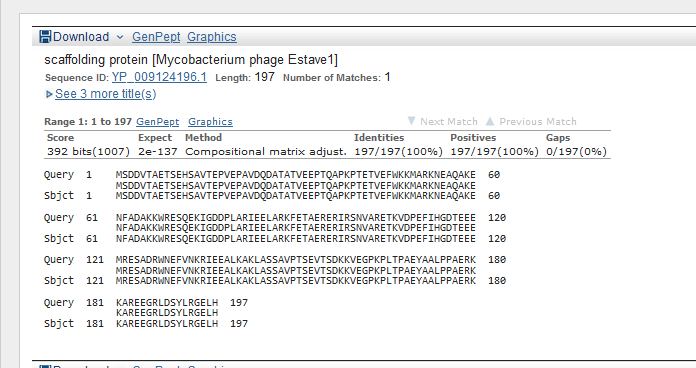 Download GenPept Graphics
scaffolding protein [Mycobacterium phage Estave1]
Sequence ID: YP_009124196.1 Length: 197 Number of Matches: 1
See 3 more title(s)
Range 1: 1 to 197 GenPept Graphics Next Match Previous Match
Score Expect Method Identities Positives Gaps
392 bits(1007) 2e-137 Compositional matrix adjust. 197/197(100%) 197/197(100%) 0/197(0%)
Query 1 MSDDVTAETSEHSAVTEPVEPAVDQDATATVEEPTQAPKPTETVEFWKKMARKNEAQAKE 60
MSDDVTAETSEHSAVTEPVEPAVDQDATATVEEPTQAPKPTETVEFWKKMARKNEAQAKE
Sbjct 1 MSDDVTAETSEHSAVTEPVEPAVDQDATATVEEPTQAPKPTETVEFWKKMARKNEAQAKE 60
Query 61 NFADAKKWRESQEKIGDDPLARIEELARKFETAERERIRSNVARETKVDPEFIHGDTEEE 120
NFADAKKWRESQEKIGDDPLARIEELARKFETAERERIRSNVARETKVDPEFIHGDTEEE
Sbjct 61 NFADAKKWRESQEKIGDDPLARIEELARKFETAERERIRSNVARETKVDPEFIHGDTEEE 120
Query 121 MRESADRWNEFVNKRIEEALKAKLASSAVPTSEVTSDKKVEGPKPLTPAEYAALPPAERK 180
MRESADRWNEFVNKRIEEALKAKLASSAVPTSEVTSDKKVEGPKPLTPAEYAALPPAERK
Sbjct 121 MRESADRWNEFVNKRIEEALKAKLASSAVPTSEVTSDKKVEGPKPLTPAEYAALPPAERK 180
Query 181 KAREEGRLDSYLRGELH 197
KAREEGRLDSYLRGELH
Sbjct 181 KAREEGRLDSYLRGELH 197